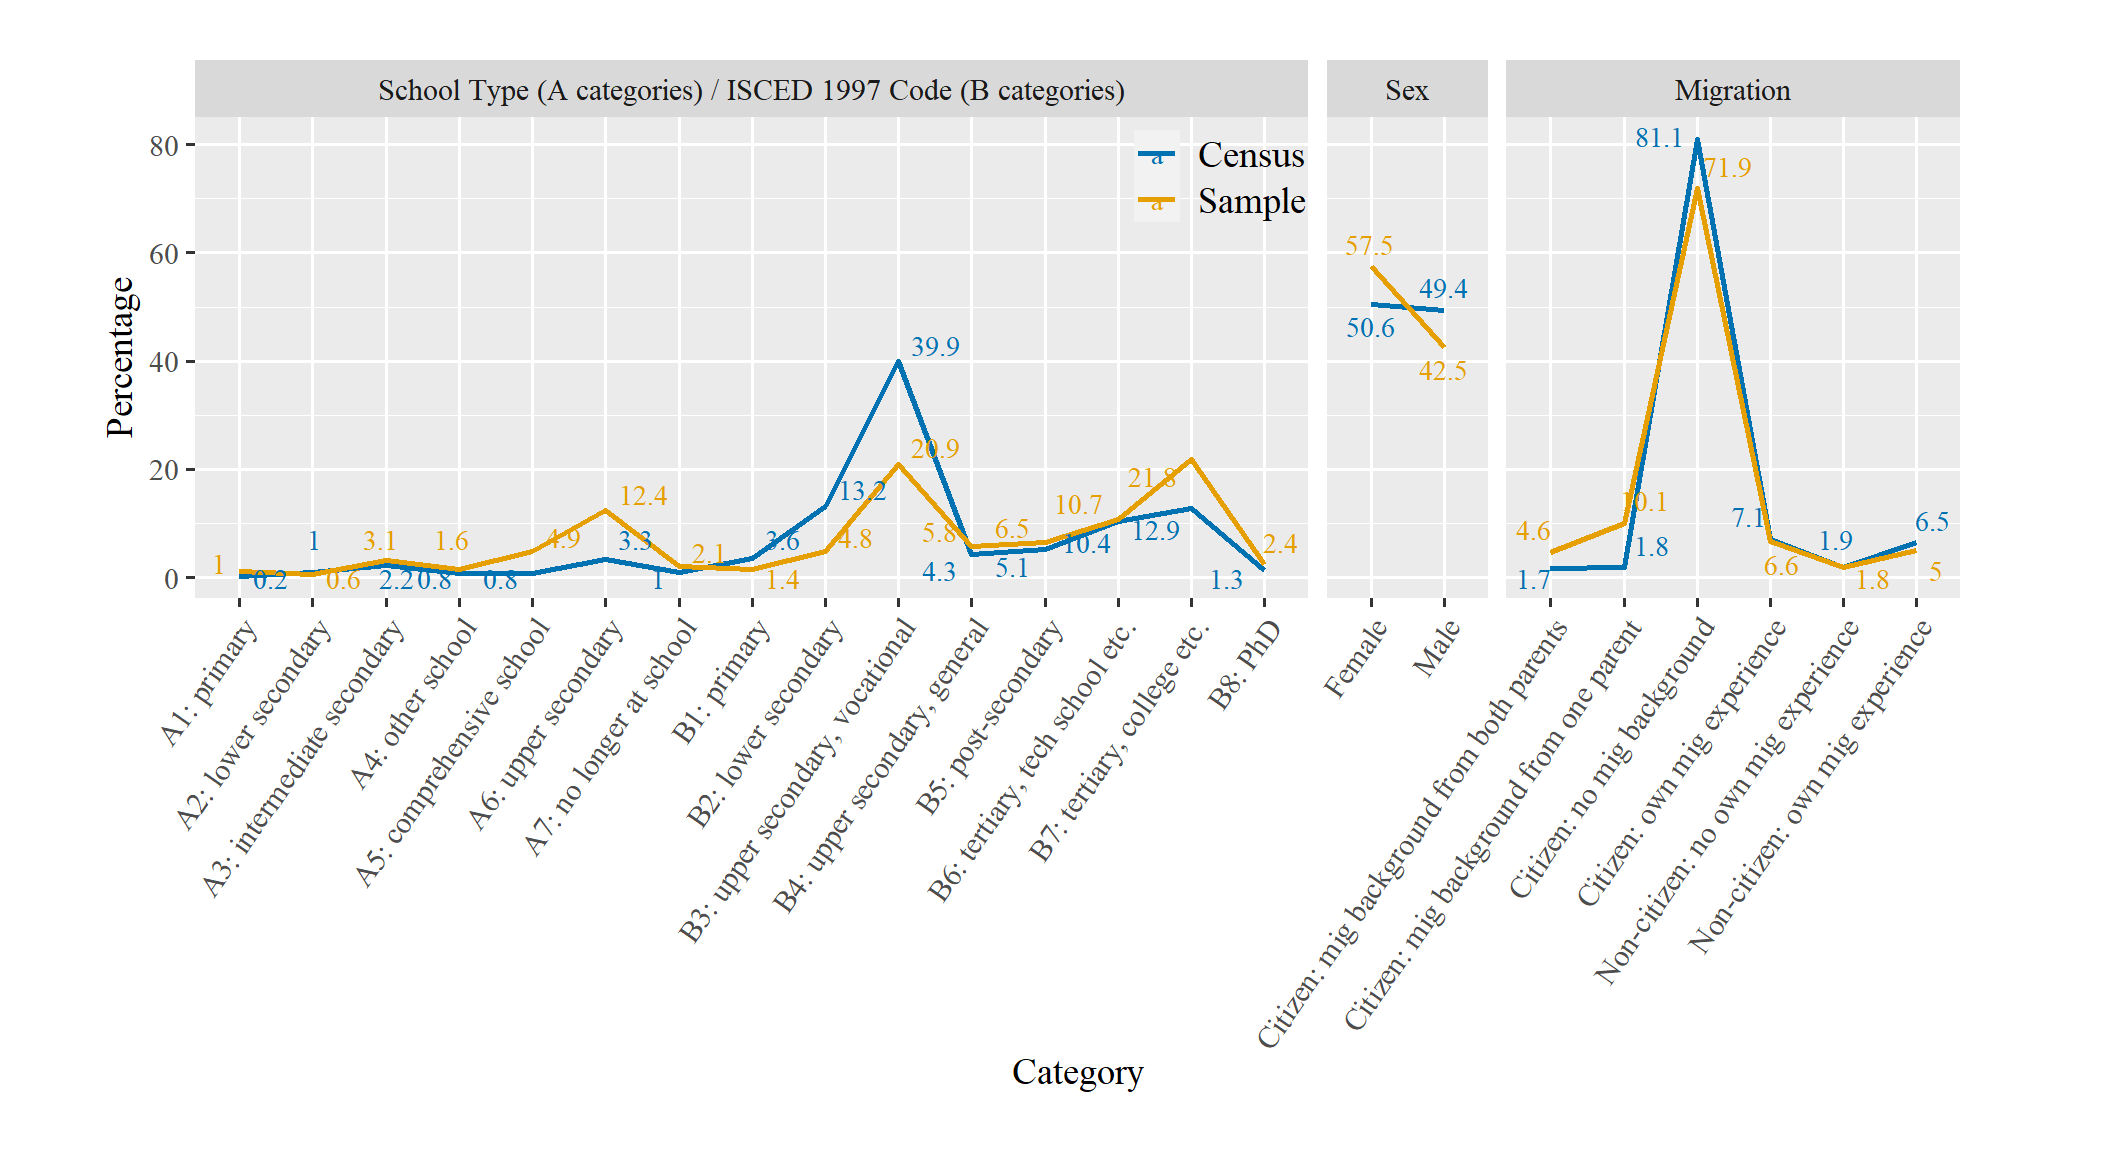 School Type (A categories) / ISCED 1997 Code (B categories)
Sex
Migration
Percentage
80
60
40
20
0
a Census
a Sample
1
0.2
1
0.6
3.1
2.2
1.6
0.8
4.9
0.8
12.4
3.3
2.1
1
3.6
1.4
13.2
4.8
39.9
20.9
5.8
4.3
6.5
5.1
10.7
10.4
21.8
12.9
2.4
1.3
57.5
50.6
49.4
42.5
4.6
1.7
10.1
1.8
81.1
71.9
7.1
6.6
1.9
1.8
6.5
5
A1: primary
A2: lower secondary
A3: intermediate secondary
A4: other school
A5: comprehensive school
A6: upper secondary
A7: no longer at school
B1: primary
B2: lower secondary
B3: upper secondary, vocational
B4: upper secondary, general
B5: post-secondary
B6: tertiary, tech school etc.
B7: tertiary, college etc.
B8: PhD
Female
Male
Citizen: mig background from both parents
Citizen: mig background from one parent
Citizen: no mig background
Citizen: own mig experience
Non-citizen: no own mig experience
Non-citizen: own mig experience
Category